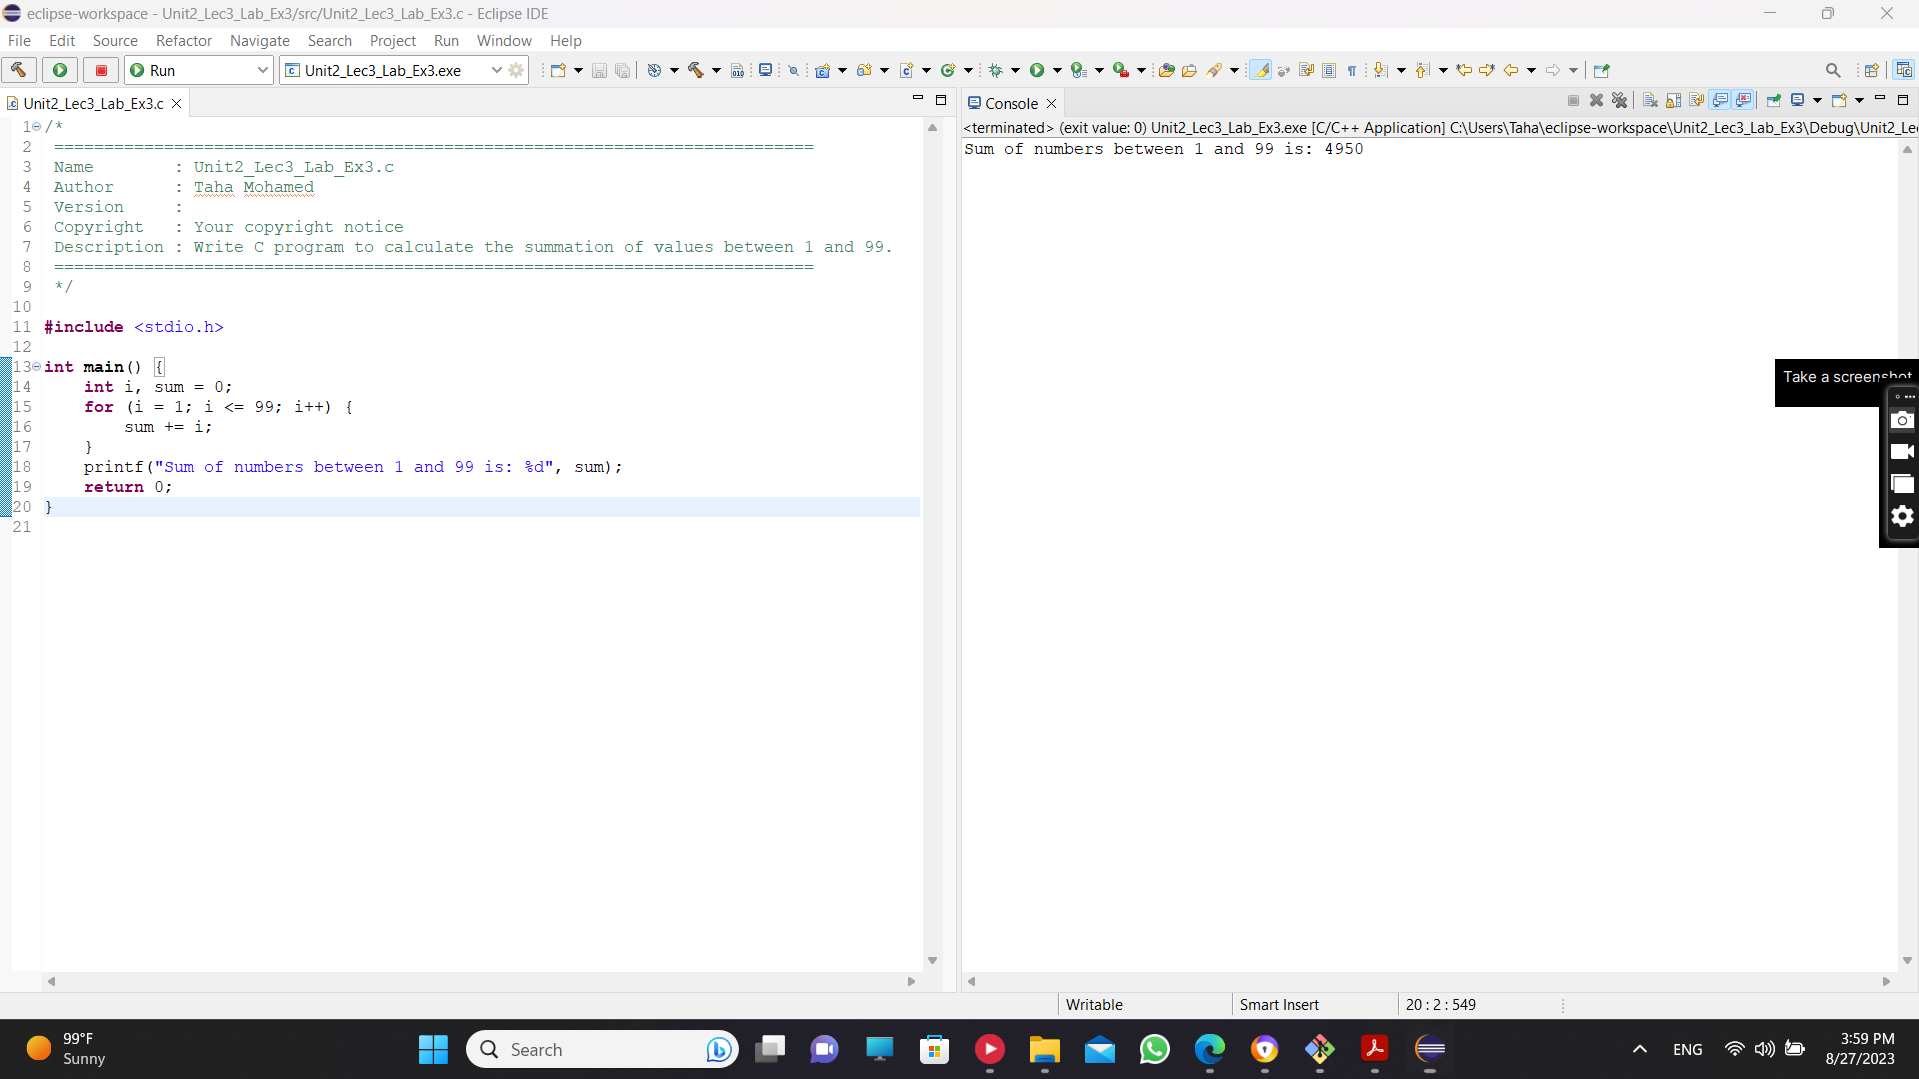 eclipse-workspace - Unit2_Lec3_Lab_Ex3/src/Unit2_Lec3_Lab_Ex3.c - Eclipse IDE
File Edit Source Refactor Navigate Search Project Run Window Help
Run Unit2_Lec3_Lab_Ex3.exe
Unit2_Lec3_Lab_Ex3.c
1 /*
2 ============================================================================
3 Name        : Unit2_Lec3_Lab_Ex3.c
4 Author      : Taha Mohamed
5 Version     :
6 Copyright   : Your copyright notice
7 Description : Write C program to calculate the summation of values between 1 and 99.
8 ============================================================================
9 */
10
11 #include <stdio.h>
12
13 int main() {
14     int i, sum = 0;
15     for (i = 1; i <= 99; i++) {
16         sum += i;
17     }
18     printf("Sum of numbers between 1 and 99 is: %d", sum);
19     return 0;
20 }
21
Console
<terminated> (exit value: 0) Unit2_Lec3_Lab_Ex3.exe [C/C++ Application] C:\Users\Taha\eclipse-workspace\Unit2_Lec3_Lab_Ex3\Debug\Unit2_Le
Sum of numbers between 1 and 99 is: 4950
Take a screenshot
Writable Smart Insert 20 : 2 : 549
99°F
Sunny
Search
ENG
3:59 PM
8/27/2023